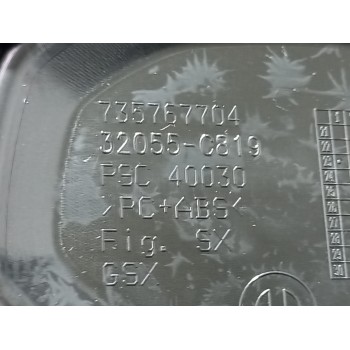 735767704
32055-C819
PSC 40030
>PC+ABS<
Fig. SX
GSX